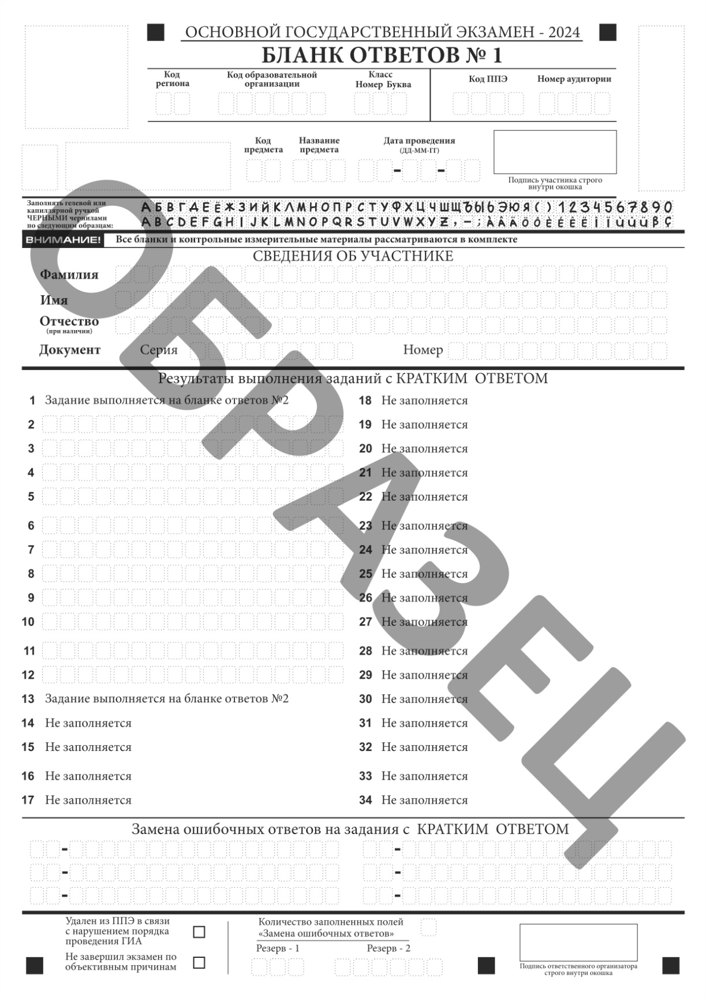 ОСНОВНОЙ ГОСУДАРСТВЕННЫЙ ЭКЗАМЕН - 2024
БЛАНК ОТВЕТОВ № 1
Код региона
Код образовательной организации
Класс
Номер Буква
Код ППЭ
Номер аудитории
Код предмета
Название предмета
Дата проведения
(ДД-ММ-ГГ)
- -
Подпись участника строго
внутри окошка
Заполнять гелевой или
капиллярной ручкой
ЧЕРНЫМИ чернилами
по следующим образцам:
АБВГДЕЁЖЗИЙКЛМНОПРСТУФХЦЧШЩЪЫЬЭЮЯ()1234567890
ABCDEFGHIJKLMNOPQRSTUVWXYZ,-;
ВНИМАНИЕ! Все бланки и контрольные измерительные материалы рассматриваются в комплекте
СВЕДЕНИЯ ОБ УЧАСТНИКЕ
Фамилия
Имя
Отчество
(при наличии)
Документ Серия Номер
Результаты выполнения заданий с КРАТКИМ ОТВЕТОМ
1 Задание выполняется на бланке ответов №2
2
3
4
5
6
7
8
9
10
11
12
13 Задание выполняется на бланке ответов №2
14 Не заполняется
15 Не заполняется
16 Не заполняется
17 Не заполняется
18 Не заполняется
19 Не заполняется
20 Не заполняется
21 Не заполняется
22 Не заполняется
23 Не заполняется
24 Не заполняется
25 Не заполняется
26 Не заполняется
27 Не заполняется
28 Не заполняется
29 Не заполняется
30 Не заполняется
31 Не заполняется
32 Не заполняется
33 Не заполняется
34 Не заполняется
Замена ошибочных ответов на задания с КРАТКИМ ОТВЕТОМ
- -
- -
- -
Удален из ППЭ в связи
с нарушением порядка
проведения ГИА
Не завершил экзамен по
объективным причинам
Количество заполненных полей
«Замена ошибочных ответов»
Резерв - 1
Резерв - 2
Подпись ответственного организатора
строго внутри окошка
ОБРАЗЕЦ